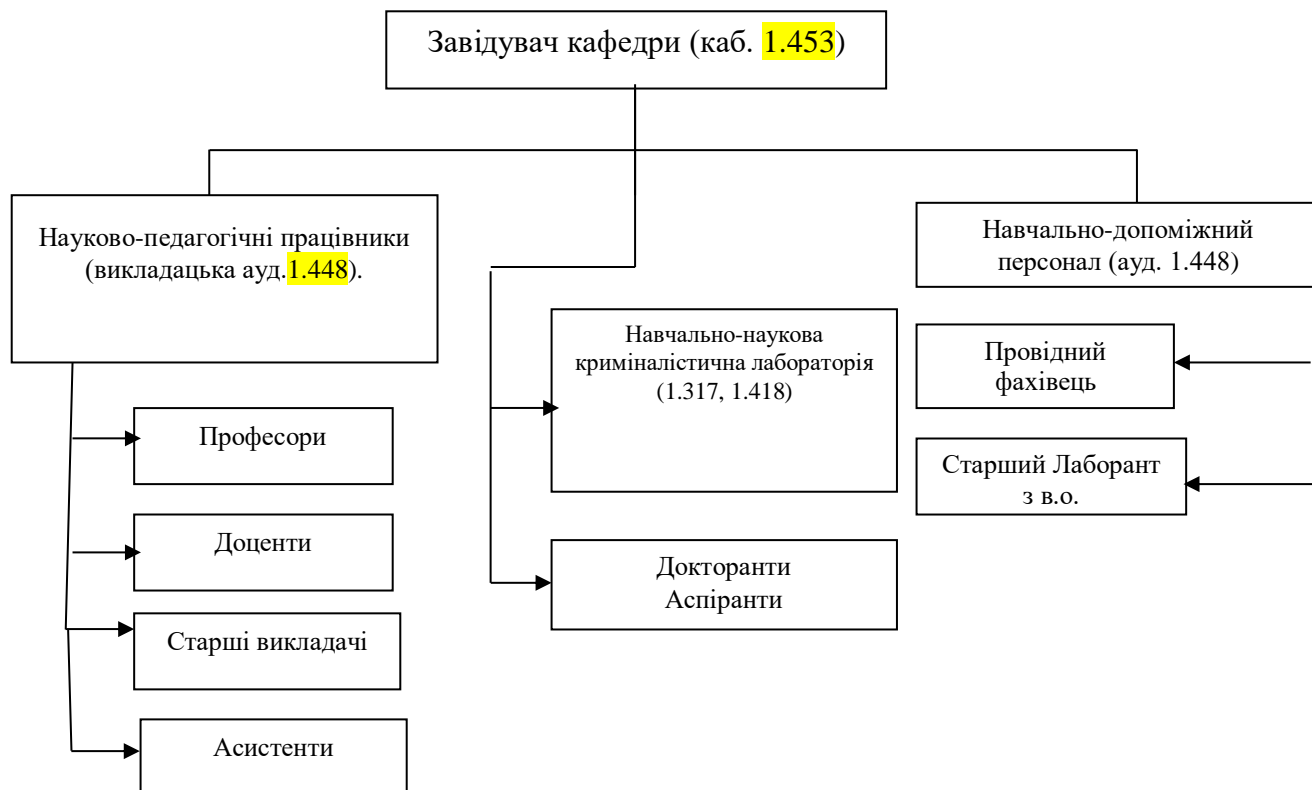 Завідувач кафедри (каб. 1.453)
Науково-педагогічні працівники
(викладацька ауд.1.448).
Професори
Доценти
Старші викладачі
Асистенти
Навчально-наукова
криміналістична лабораторія
(1.317, 1.418)
Докторанти
Аспіранти
Навчально-допоміжний
персонал (ауд. 1.448)
Провідний
фахівець
Старший Лаборант
з в.о.